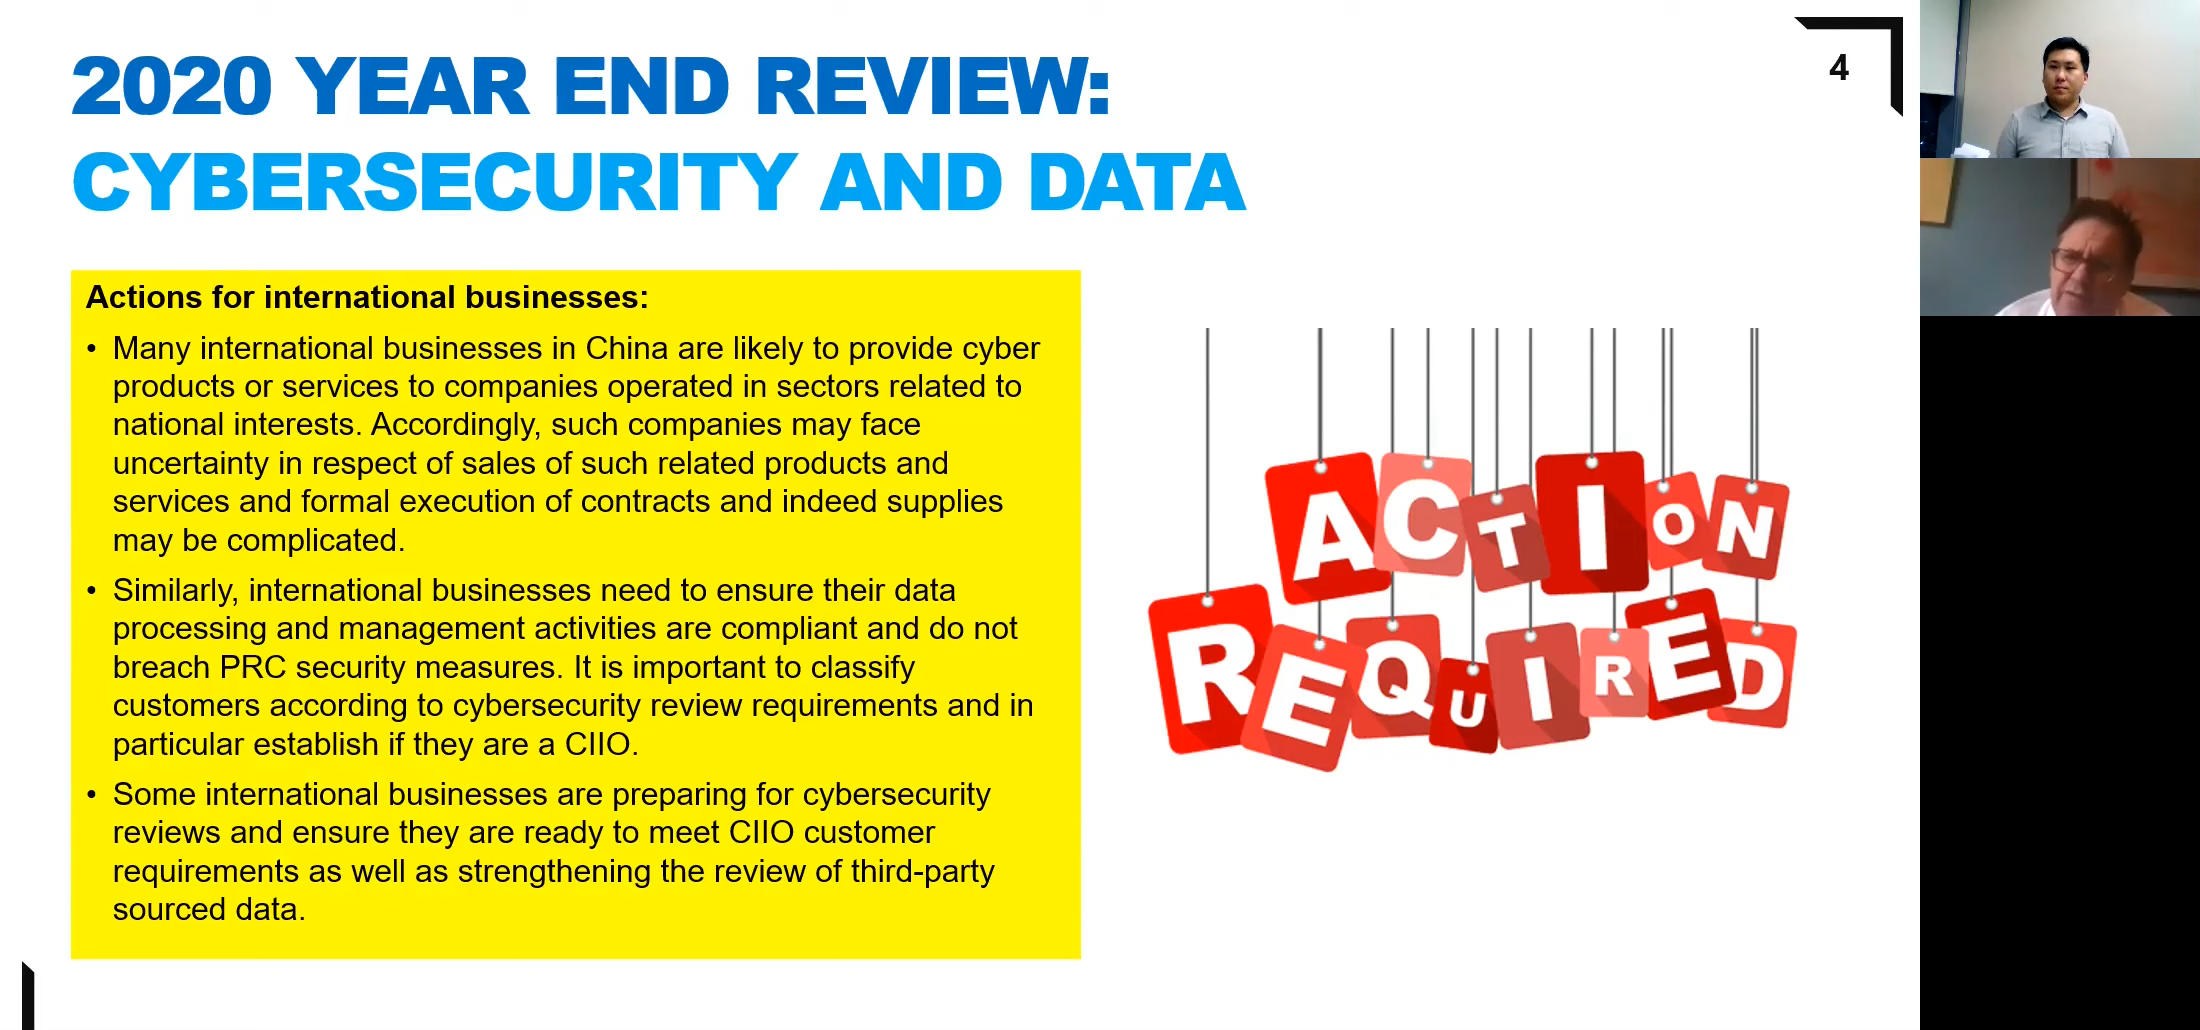 2020 YEAR END REVIEW:
CYBERSECURITY AND DATA
4
Actions for international businesses:
• Many international businesses in China are likely to provide cyber
products or services to companies operated in sectors related to
national interests. Accordingly, such companies may face
uncertainty in respect of sales of such related products and
services and formal execution of contracts and indeed supplies
may be complicated.
• Similarly, international businesses need to ensure their data
processing and management activities are compliant and do not
breach PRC security measures. It is important to classify
customers according to cybersecurity review requirements and in
particular establish if they are a CIIO.
• Some international businesses are preparing for cybersecurity
reviews and ensure they are ready to meet CIIO customer
requirements as well as strengthening the review of third-party
sourced data.
ACTION
REQUIRED